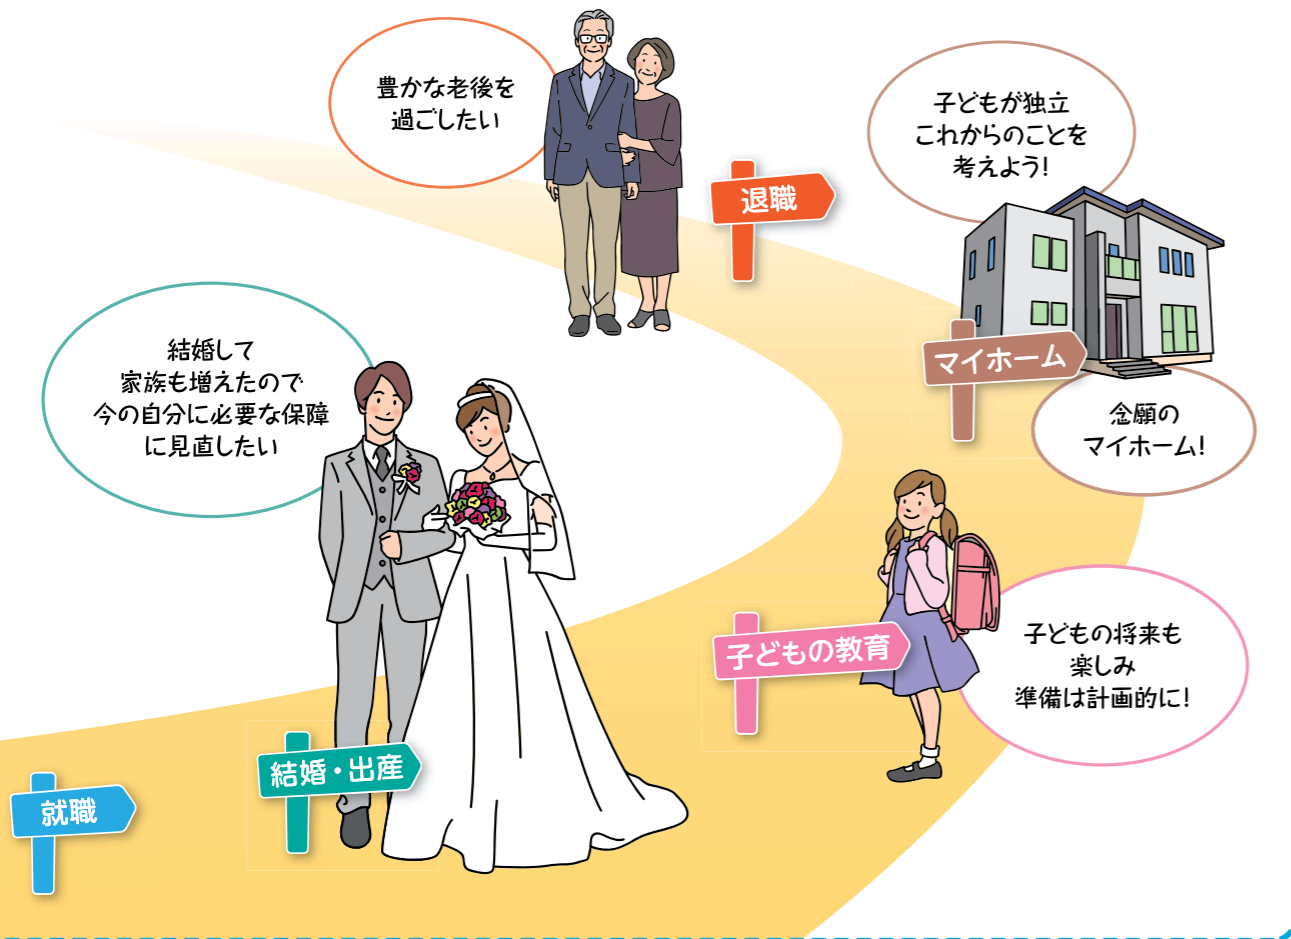 豊かな老後を
過ごしたい
退職
子どもが独立
これからのことを
考えよう!
マイホーム
念願の
マイホーム!
結婚して
家族も増えたので
今の自分に必要な保障
に見直したい
子どもの教育
子どもの将来も
楽しみ
準備は計画的に!
結婚・出産
就職